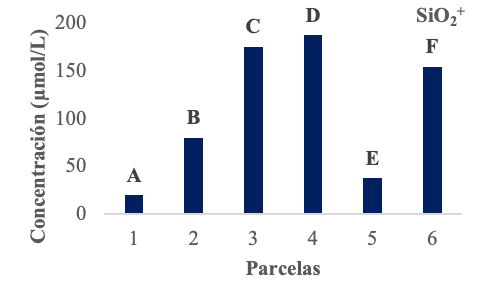 SiO₂⁺
200
150
100
50
0
Concentración (µmol/L)
A
B
C
D
E
F
1 2 3 4 5 6
Parcelas